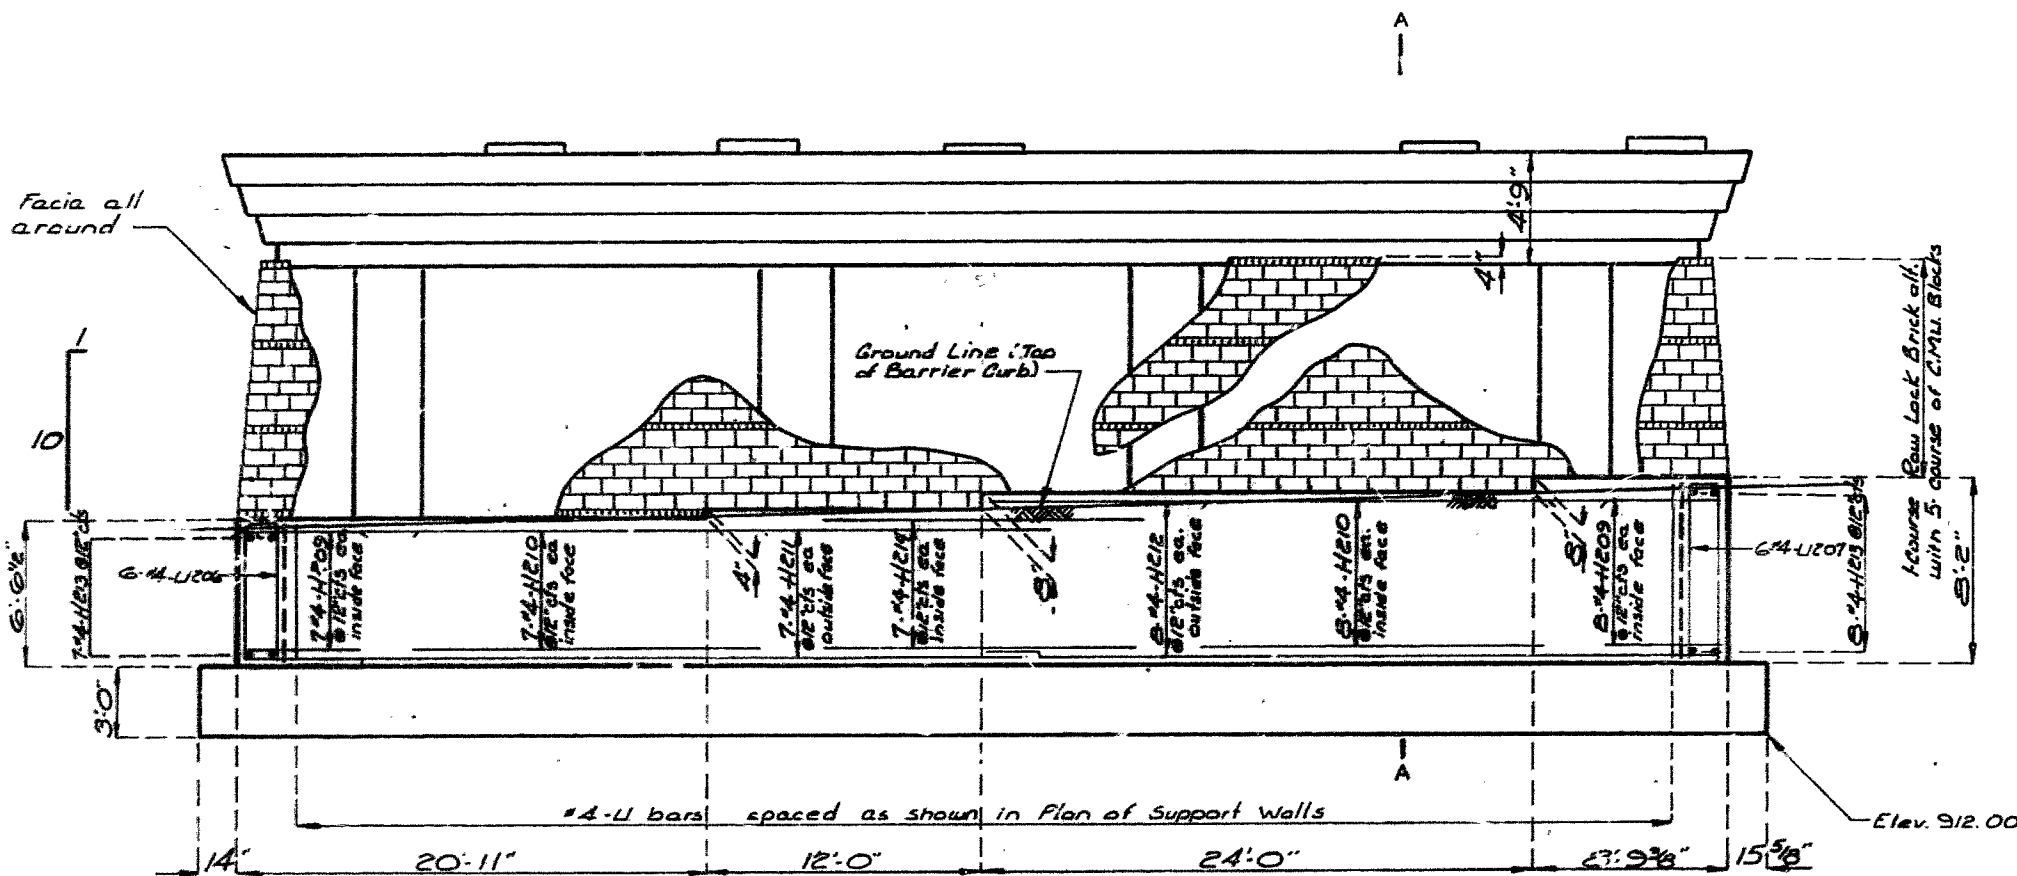 A
Facia all
around
4'-9"
4"
1
10
Ground Line (Top
of Barrier Curb)
1 course Row Lock Brick alt.
with 5 course of C.M.U. Blocks
6'-6½"
7-#4-H213 @12"c/s
6-#4-U206
7-#4-H209
@12"c/s ea
inside face
7-#4-H210
@12"c/s ea
inside face
4"
7-#4-H211
@12"c/s ea
outside face
7-#4-H214
@12"c/s ea
inside face
8"
8-#4-H212
@12"c/s ea.
outside face
8-#4-H210
@12"c/s ea.
inside face
8"
8-#4-H209
@12"c/s ea
inside face
6-#4-U207
8-#4-H213 @12"c/s
8'-2"
3'-0"
A
#4-U bars spaced as shown in Plan of Support Walls
Elev. 912.00
14"
20'-11"
12'-0"
24'-0"
15 5/8"